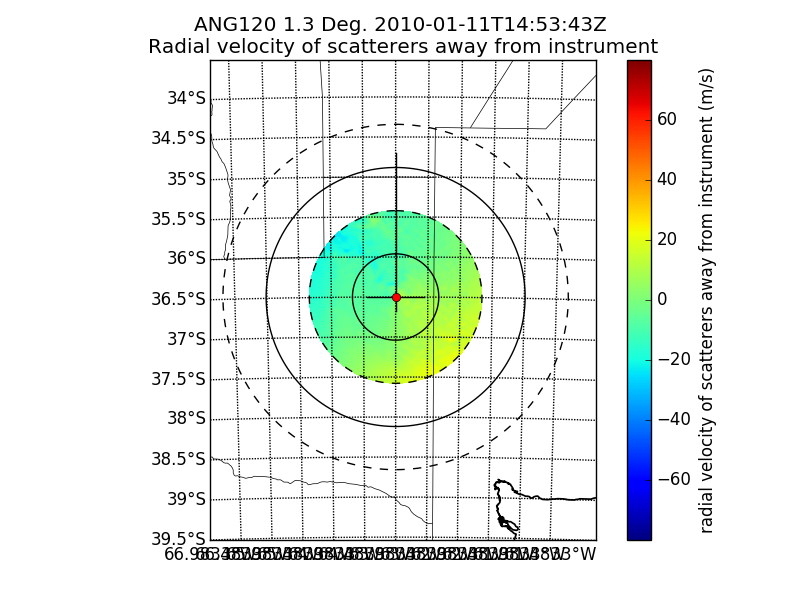 ANG120 1.3 Deg. 2010-01-11T14:53:43Z
Radial velocity of scatterers away from instrument
34°S
34.5°S
35°S
35.5°S
36°S
36.5°S
37°S
37.5°S
38°S
38.5°S
39°S
39.5°S
60
40
20
0
−20
−40
−60
radial velocity of scatterers away from instrument (m/s)